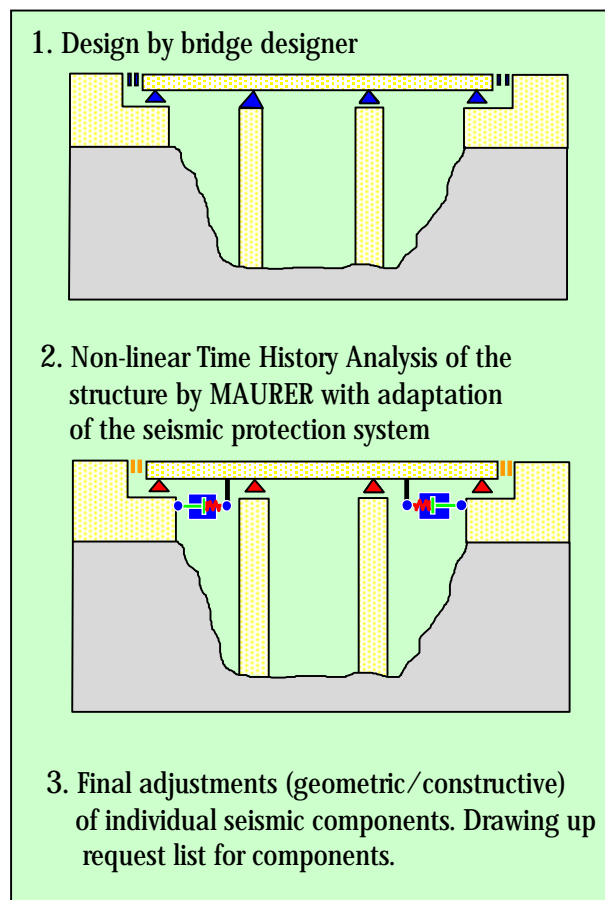 1. Design by bridge designer
2. Non-linear Time History Analysis of the
structure by MAURER with adaptation
of the seismic protection system
3. Final adjustments (geometric/constructive)
of individual seismic components. Drawing up
request list for components.